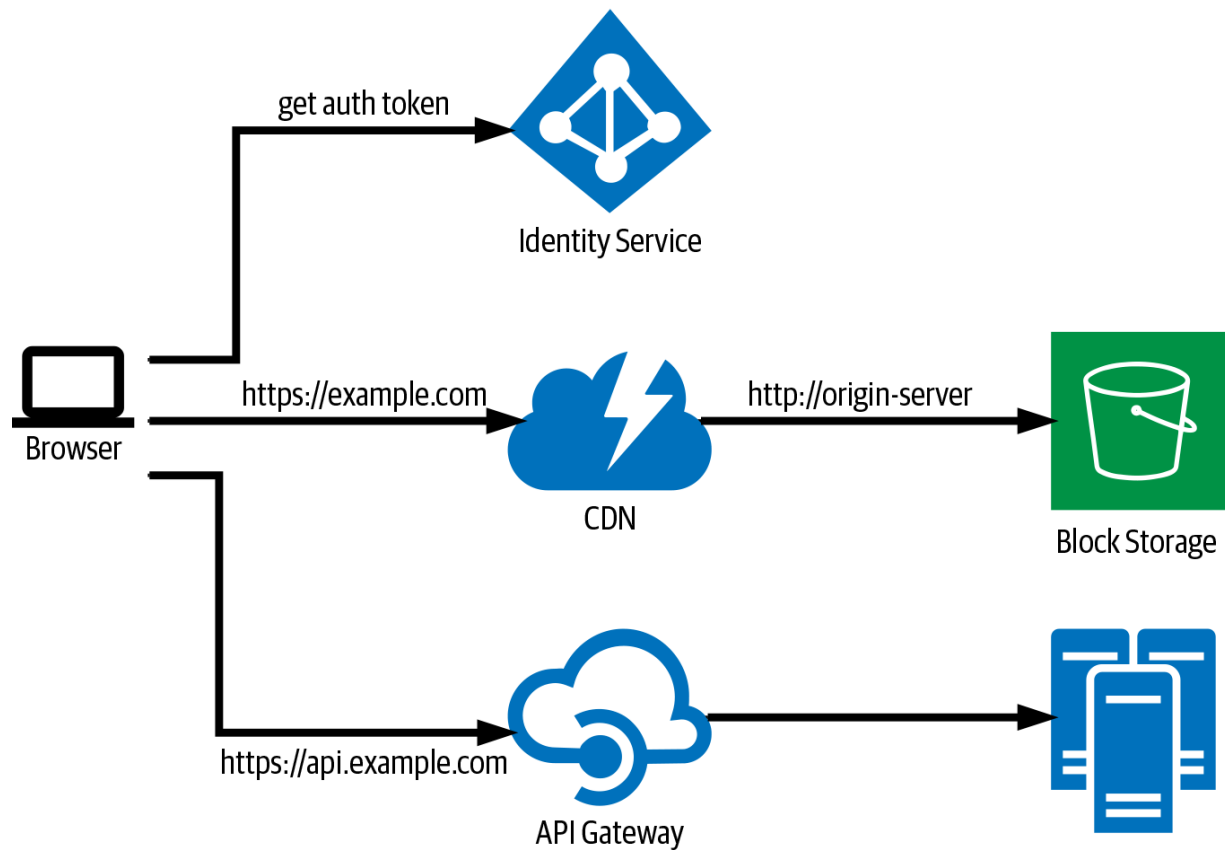 get auth token
Identity Service
https://example.com
http://origin-server
Browser
CDN
Block Storage
https://api.example.com
API Gateway